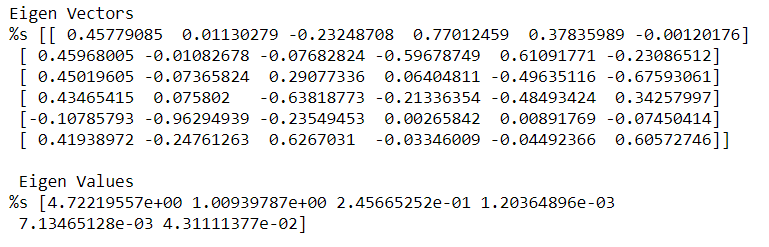 Eigen Vectors
%s [[ 0.45779085  0.01130279 -0.23248708  0.77012459  0.37835989 -0.00120176]
 [ 0.45968005 -0.01082678 -0.07682824 -0.59678749  0.61091771 -0.23086512]
 [ 0.45019605 -0.07365824  0.29077336  0.06404811 -0.49635116 -0.67593061]
 [ 0.43465415  0.075802   -0.63818773 -0.21336354 -0.48493424  0.34257997]
 [-0.10785793 -0.96294939 -0.23549453  0.00265842  0.00891769 -0.07450414]
 [ 0.41938972 -0.24761263  0.6267031  -0.03346009 -0.04492366  0.60572746]]
 Eigen Values
%s [4.72219557e+00 1.00939787e+00 2.45665252e-01 1.20364896e-03
 7.13465128e-03 4.31111377e-02]